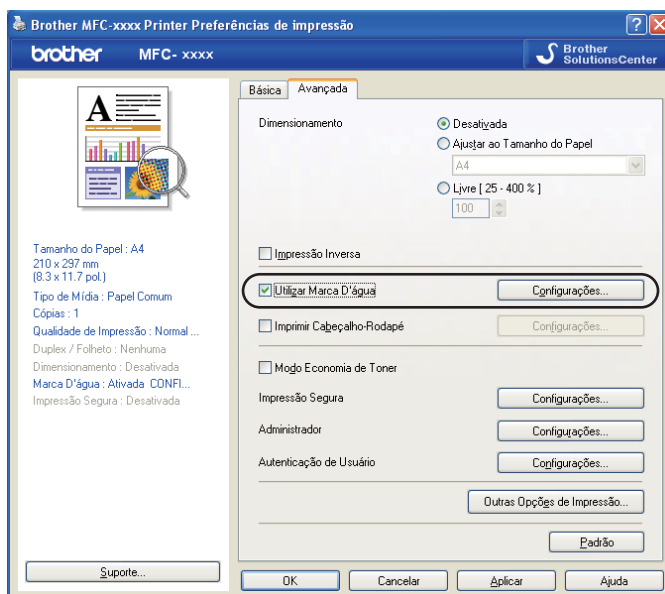 Brother MFC-xxxx Printer Preferências de impressão
brother MFC- xxxx
Brother
SolutionsCenter
A
Tamanho do Papel : A4
210 x 297 mm
(8.3 x 11.7 pol.)
Tipo de Mídia : Papel Comum
Cópias : 1
Qualidade de Impressão : Normal ...
Duplex / Folheto : Nenhuma
Dimensionamento : Desativada
Marca D'água : Ativada CONFI...
Impressão Segura : Desativada
Suporte...
Básica Avançada
Dimensionamento
Desativada
Ajustar ao Tamanho do Papel
A4
Livre [ 25 - 400 % ]
100
Impressão Inversa
Utilizar Marca D'água Configurações...
Imprimir Cabeçalho-Rodapé Configurações...
Modo Economia de Toner
Impressão Segura Configurações...
Administrador Configurações...
Autenticação de Usuário Configurações...
Outras Opções de Impressão...
Padrão
OK Cancelar Aplicar Ajuda